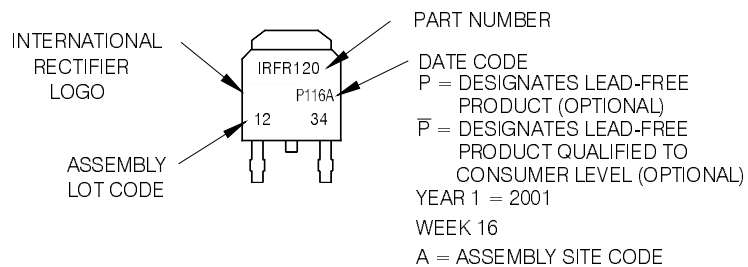 INTERNATIONAL
RECTIFIER
LOGO
ASSEMBLY
LOT CODE
IRFR120
P116A
12 34
PART NUMBER
DATE CODE
P = DESIGNATES LEAD-FREE
PRODUCT (OPTIONAL)
P̅ = DESIGNATES LEAD-FREE
PRODUCT QUALIFIED TO
CONSUMER LEVEL (OPTIONAL)
YEAR 1 = 2001
WEEK 16
A = ASSEMBLY SITE CODE